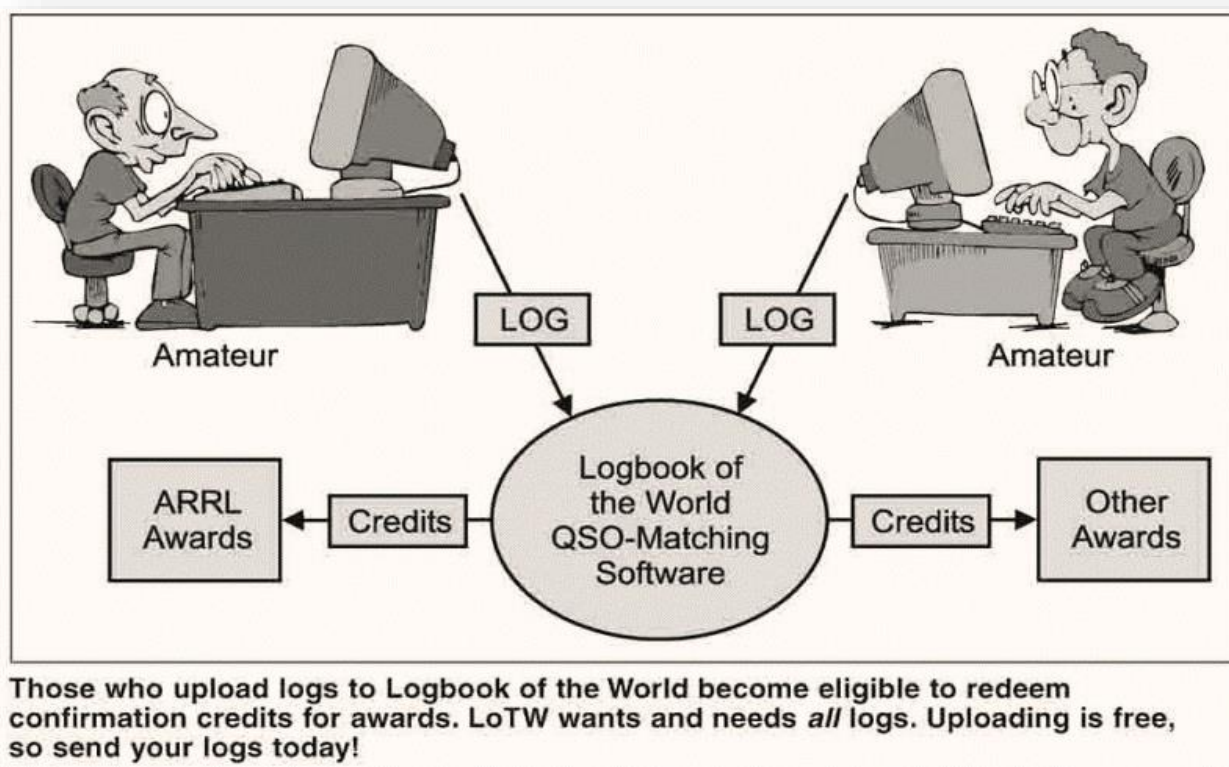 LOG
LOG
Amateur
Amateur
Logbook of
the World
QSO-Matching
Software
ARRL
Awards
Credits
Credits
Other
Awards
Those who upload logs to Logbook of the World become eligible to redeem
confirmation credits for awards. LoTW wants and needs all logs. Uploading is free,
so send your logs today!